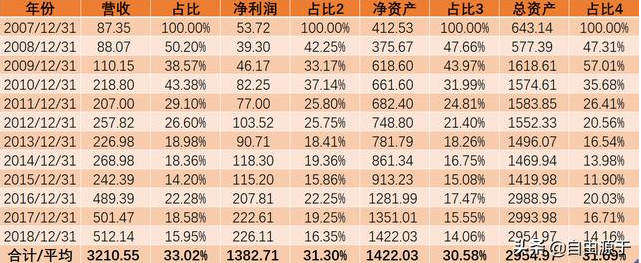 年份 营收 占比 净利润 占比2 净资产 占比3 总资产 占比4
2007/12/31 87.35 100.00% 53.72 100.00% 412.53 100.00% 643.14 100.00%
2008/12/31 88.07 50.20% 39.30 42.25% 375.67 47.66% 577.39 47.31%
2009/12/31 110.15 38.57% 46.17 33.17% 618.60 43.97% 1618.61 57.01%
2010/12/31 218.80 43.38% 82.25 37.14% 661.60 31.99% 1574.61 35.68%
2011/12/31 207.00 29.10% 77.00 25.80% 682.40 24.81% 1583.85 26.41%
2012/12/31 257.82 26.60% 103.52 25.75% 748.80 21.40% 1552.33 20.56%
2013/12/31 226.98 18.98% 90.71 18.41% 781.79 18.26% 1496.07 16.54%
2014/12/31 268.98 18.36% 118.30 19.36% 861.34 16.75% 1469.94 13.98%
2015/12/31 242.39 14.20% 115.20 15.86% 913.23 15.08% 1419.98 11.90%
2016/12/31 489.39 22.28% 207.81 22.25% 1281.99 17.47% 2988.95 20.03%
2017/12/31 501.47 18.58% 222.61 19.25% 1351.01 15.55% 2993.98 16.71%
2018/12/31 512.14 15.95% 226.11 16.35% 1422.03 14.06% 2954.97 14.16%
合计/平均 3210.55 33.02% 1382.71 31.30% 1422.03 30.58% 2954.97 31.69%
头条 @自由源于